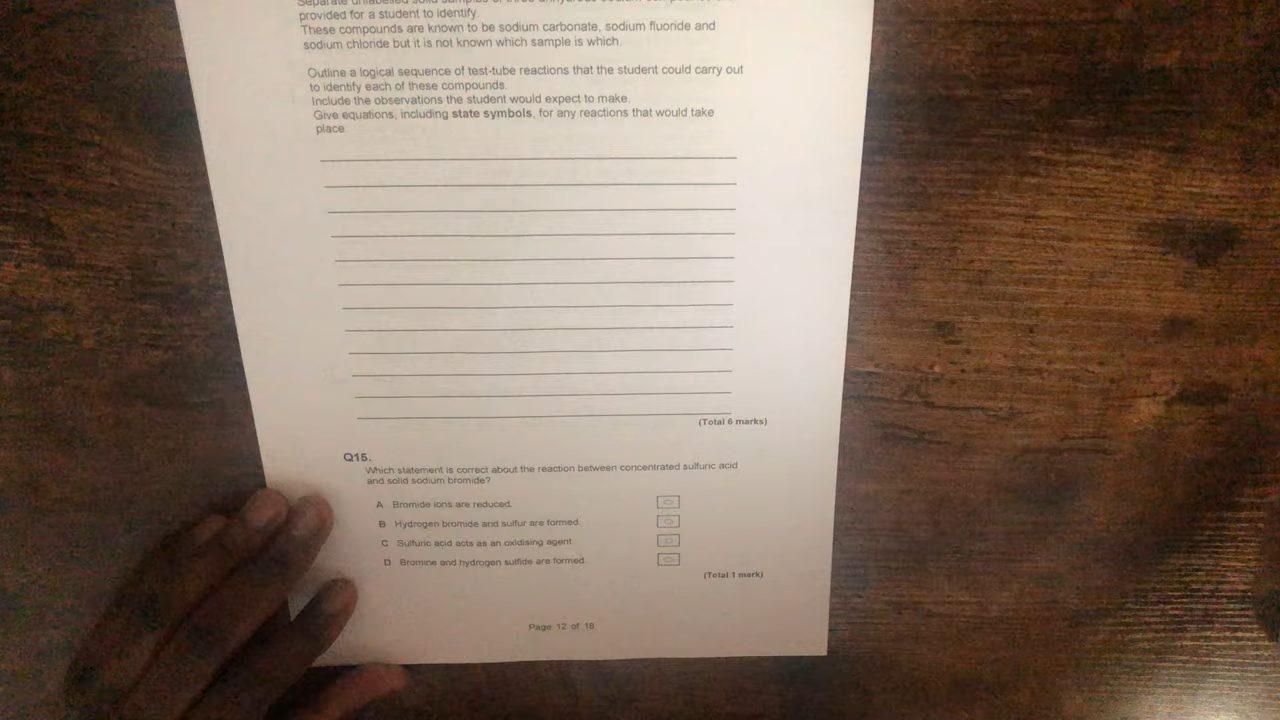 provided for a student to identify.
These compounds are known to be sodium carbonate, sodium fluoride and
sodium chloride but it is not known which sample is which.
Outline a logical sequence of test-tube reactions that the student could carry out
to identify each of these compounds.
Include the observations the student would expect to make.
Give equations, including state symbols, for any reactions that would take
place.
(Total 6 marks)
Q15.
Which statement is correct about the reaction between concentrated sulfuric acid
and solid sodium bromide?
A Bromide ions are reduced.
B Hydrogen bromide and sulfur are formed.
C Sulfuric acid acts as an oxidising agent.
D Bromine and hydrogen sulfide are formed.
(Total 1 mark)
Page 12 of 18